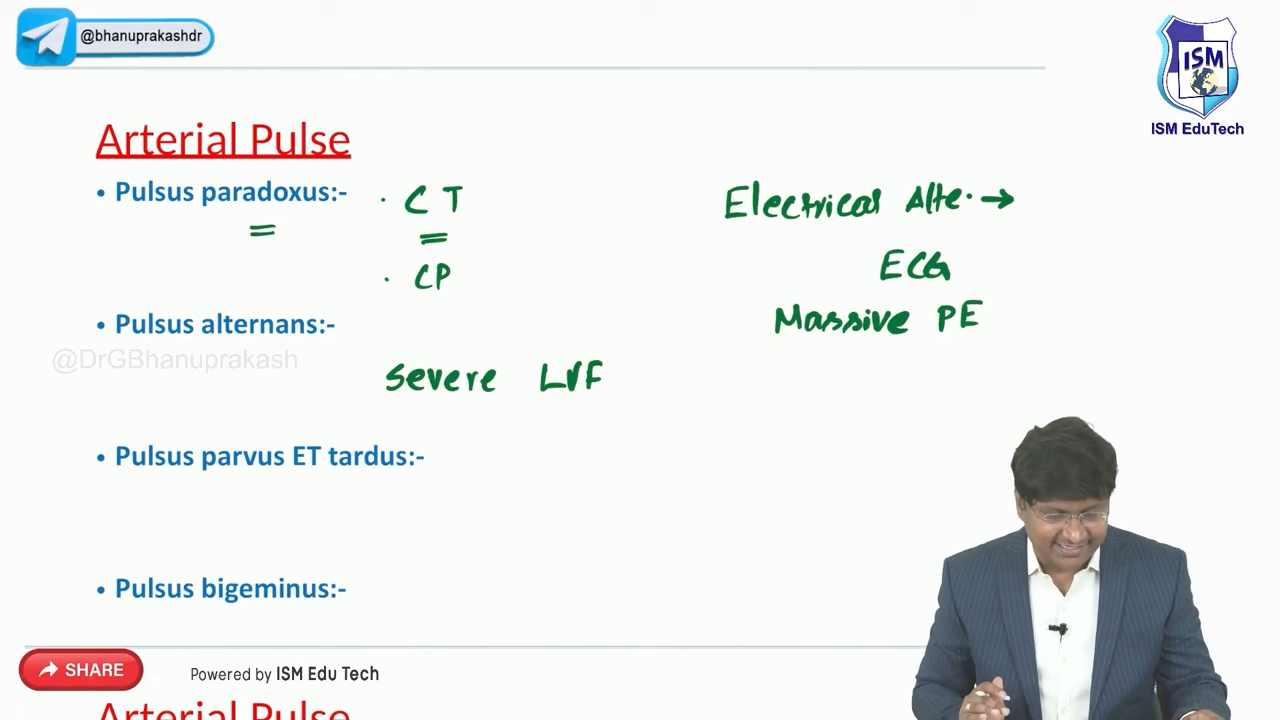 @bhanuprakashdr
ISM
ISM EduTech
Arterial Pulse
• Pulsus paradoxus:- · C T
=
=
· CP
Electrical Alte· →
ECG
Massive PE
• Pulsus alternans:-
@DrGBhanuprakash
Severe LVF
• Pulsus parvus ET tardus:-
• Pulsus bigeminus:-
SHARE
Powered by ISM Edu Tech
Arterial Pulse